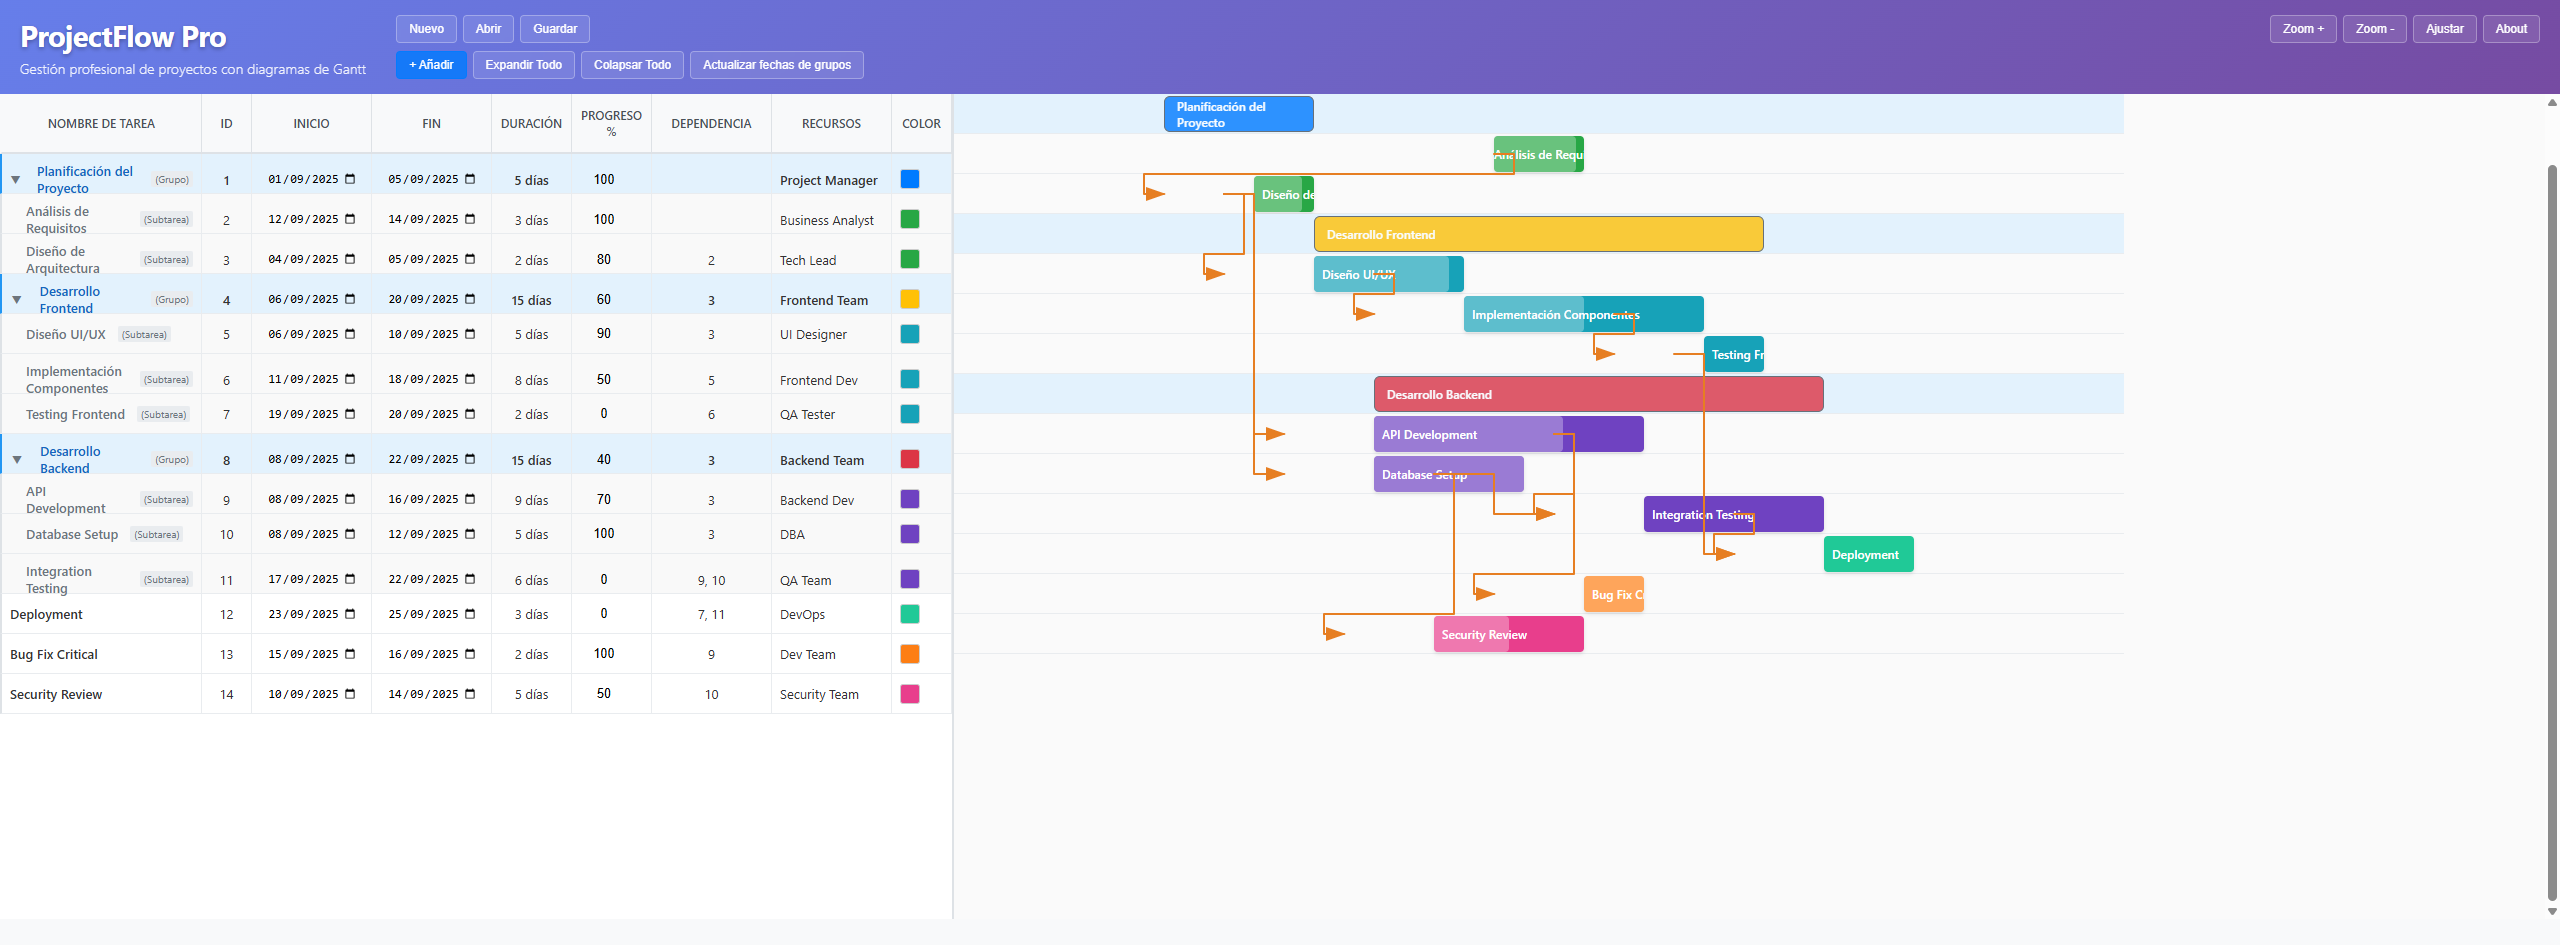 ProjectFlow Pro
Gestión profesional de proyectos con diagramas de Gantt
Nuevo Abrir Guardar
+ Añadir Expandir Todo Colapsar Todo Actualizar fechas de grupos
Zoom + Zoom - Ajustar About
NOMBRE DE TAREA ID INICIO FIN DURACIÓN PROGRESO % DEPENDENCIA RECURSOS COLOR
▼ Planificación del Proyecto (Grupo) 1 01/09/2025 05/09/2025 5 días 100 Project Manager
Análisis de Requisitos (Subtarea) 2 12/09/2025 14/09/2025 3 días 100 Business Analyst
Diseño de Arquitectura (Subtarea) 3 04/09/2025 05/09/2025 2 días 80 2 Tech Lead
▼ Desarrollo Frontend (Grupo) 4 06/09/2025 20/09/2025 15 días 60 3 Frontend Team
Diseño UI/UX (Subtarea) 5 06/09/2025 10/09/2025 5 días 90 3 UI Designer
Implementación Componentes (Subtarea) 6 11/09/2025 18/09/2025 8 días 50 5 Frontend Dev
Testing Frontend (Subtarea) 7 19/09/2025 20/09/2025 2 días 0 6 QA Tester
▼ Desarrollo Backend (Grupo) 8 08/09/2025 22/09/2025 15 días 40 3 Backend Team
API Development (Subtarea) 9 08/09/2025 16/09/2025 9 días 70 3 Backend Dev
Database Setup (Subtarea) 10 08/09/2025 12/09/2025 5 días 100 3 DBA
Integration Testing (Subtarea) 11 17/09/2025 22/09/2025 6 días 0 9, 10 QA Team
Deployment 12 23/09/2025 25/09/2025 3 días 0 7, 11 DevOps
Bug Fix Critical 13 15/09/2025 16/09/2025 2 días 100 9 Dev Team
Security Review 14 10/09/2025 14/09/2025 5 días 50 10 Security Team
Planificación del
Proyecto
Análisis de Requ
Diseño de
Desarrollo Frontend
Diseño UI/UX
Implementación Componentes
Testing Fr
Desarrollo Backend
API Development
Database Setup
Integration Testing
Deployment
Bug Fix C
Security Review